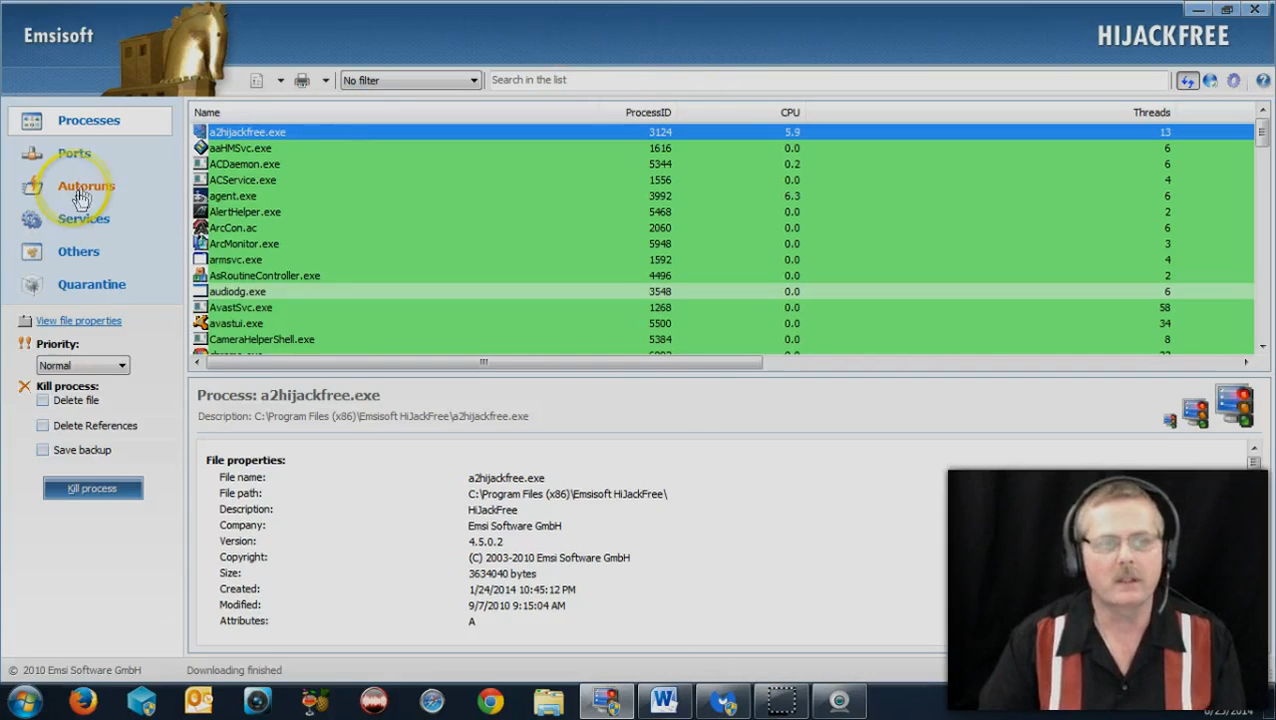 Emsisoft
HIJACKFREE
No filter
Search in the list
Processes
Ports
Autoruns
Services
Others
Quarantine
View file properties
Priority:
Normal
Kill process:
Delete file
Delete References
Save backup
Kill process
Name ProcessID CPU Threads
a2hijackfree.exe 3124 5.9 13
aaHMSvc.exe 1616 0.0 6
ACDaemon.exe 5344 0.2 6
ACService.exe 1556 0.0 4
agent.exe 3992 6.3 6
AlertHelper.exe 5468 0.0 2
ArcCon.ac 2060 0.0 6
ArcMonitor.exe 5948 0.0 3
armsvc.exe 1592 0.0 4
AsRoutineController.exe 4496 0.0 2
audiodg.exe 3548 0.0 6
AvastSvc.exe 1268 0.0 58
avastui.exe 5500 0.0 34
CameraHelperShell.exe 5384 0.0 8
Process: a2hijackfree.exe
Description: C:\Program Files (x86)\Emsisoft HiJackFree\a2hijackfree.exe
File properties:
File name: a2hijackfree.exe
File path: C:\Program Files (x86)\Emsisoft HiJackFree\
Description: HiJackFree
Company: Emsi Software GmbH
Version: 4.5.0.2
Copyright: (C) 2003-2010 Emsi Software GmbH
Size: 3634040 bytes
Created: 1/24/2014 10:45:12 PM
Modified: 9/7/2010 9:15:04 AM
Attributes: A
© 2010 Emsi Software GmbH Downloading finished